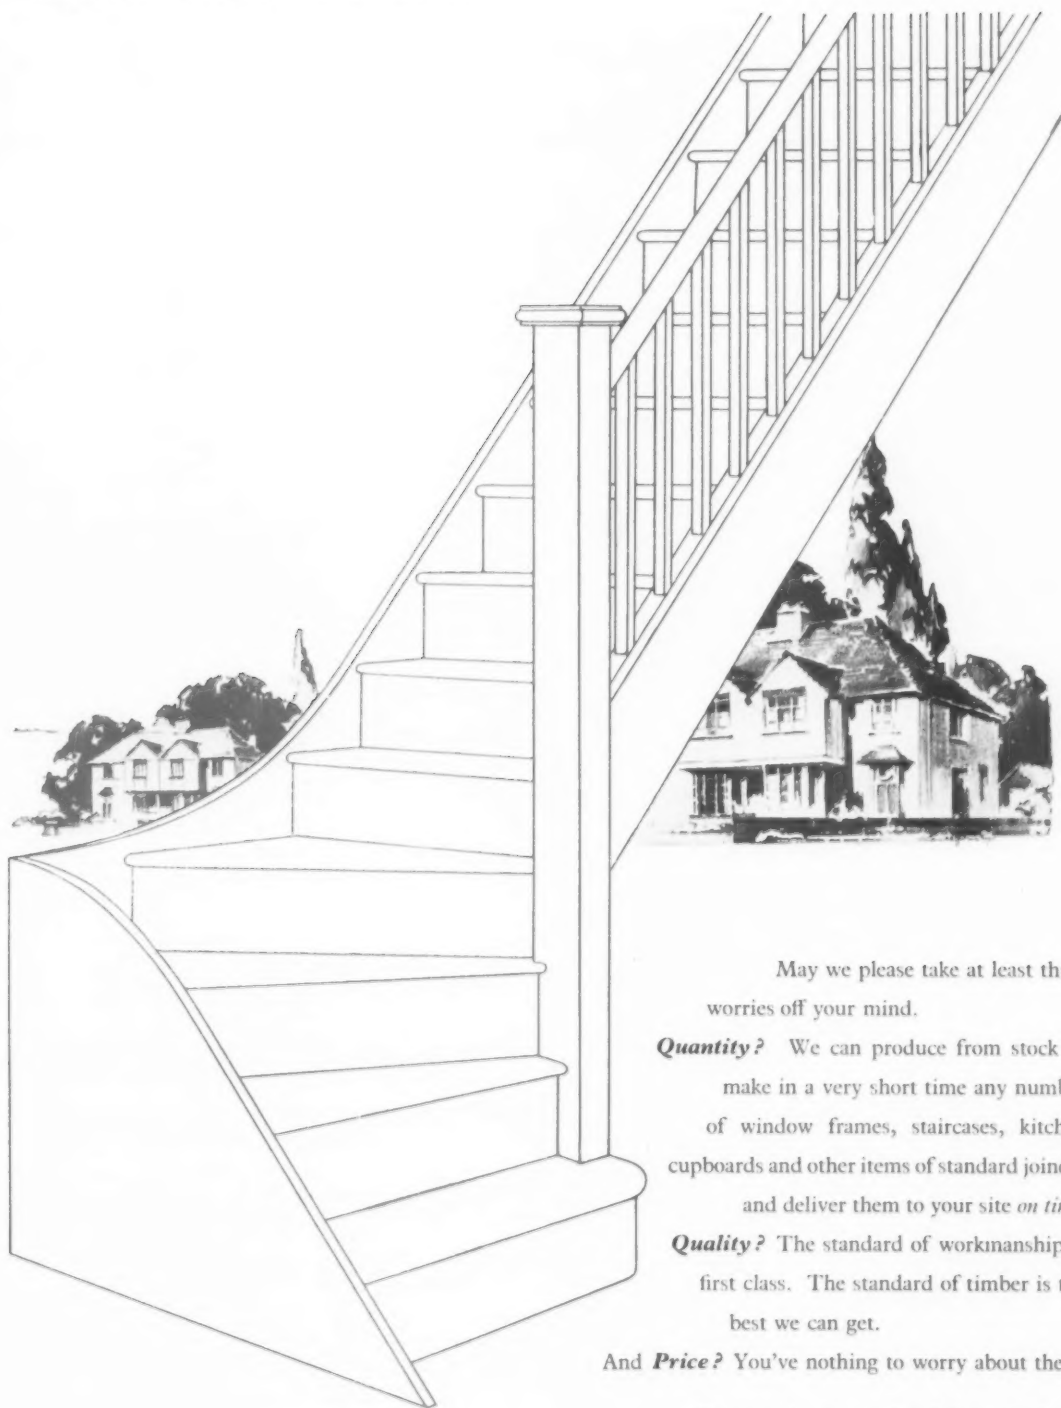 May we please take at least th
worries off your mind.
Quantity? We can produce from stock
make in a very short time any numb
of window frames, staircases, kitch
cupboards and other items of standard joine
and deliver them to your site on tin
Quality? The standard of workmanship
first class. The standard of timber is t
best we can get.
And Price? You've nothing to worry about the